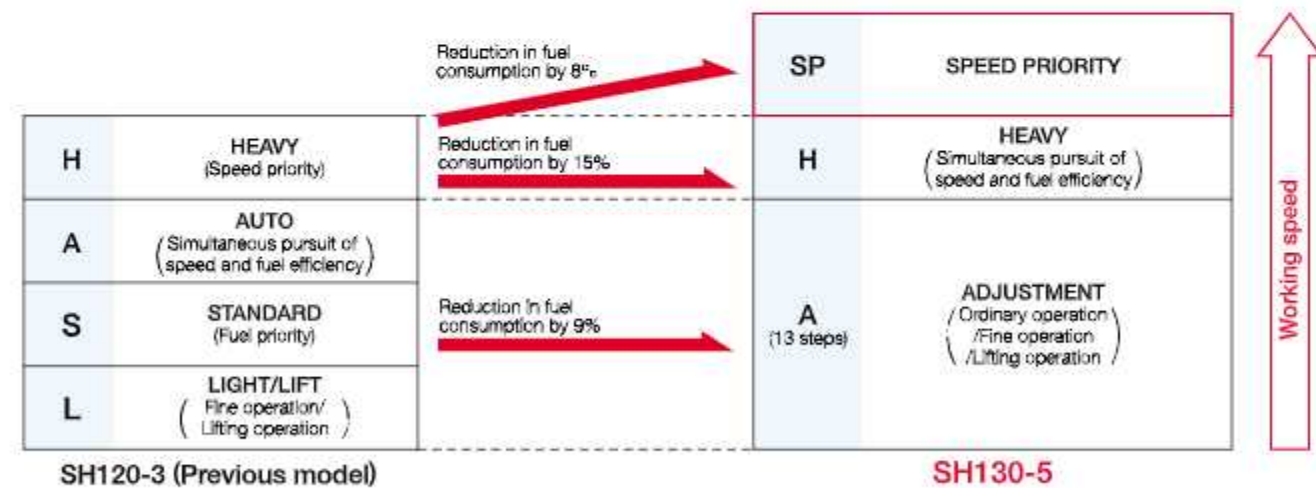 Reduction in fuel
consumption by 8%
SP
SPEED PRIORITY
H
HEAVY
(Speed priority)
Reduction in fuel
consumption by 15%
H
HEAVY
(Simultaneous pursuit of
speed and fuel efficiency)
A
AUTO
(Simultaneous pursuit of
speed and fuel efficiency)
S
STANDARD
(Fuel priority)
Reduction in fuel
consumption by 9%
A
(13 steps)
ADJUSTMENT
(Ordinary operation
/Fine operation
/Lifting operation)
L
LIGHT/LIFT
(Fine operation/
Lifting operation)
Working speed
SH120-3 (Previous model)
SH130-5